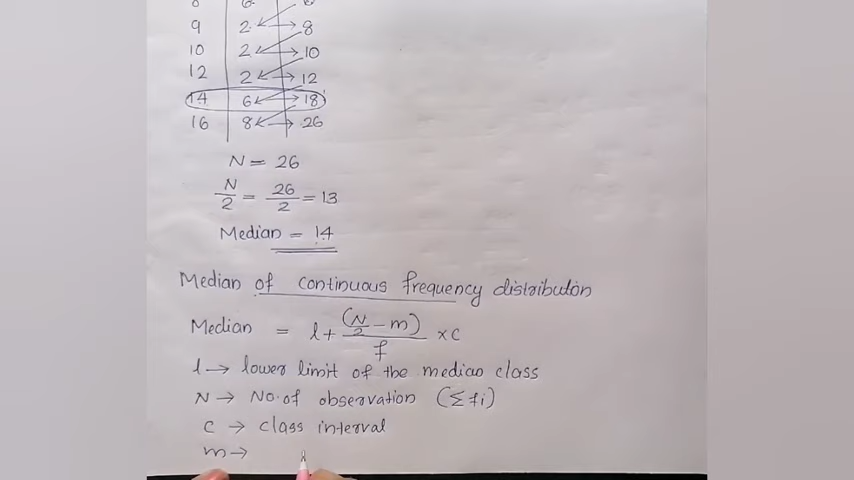 9 2 8
10 2 10
12 2 12
14 6 18
16 8 26
N = 26
N/2 = 26/2 = 13
Median = 14
Median of continuous frequency distribution
Median = l + (N/2 - m)/f × c
l → lower limit of the median class
N → No. of observation (Σfi)
c → class interval
m →